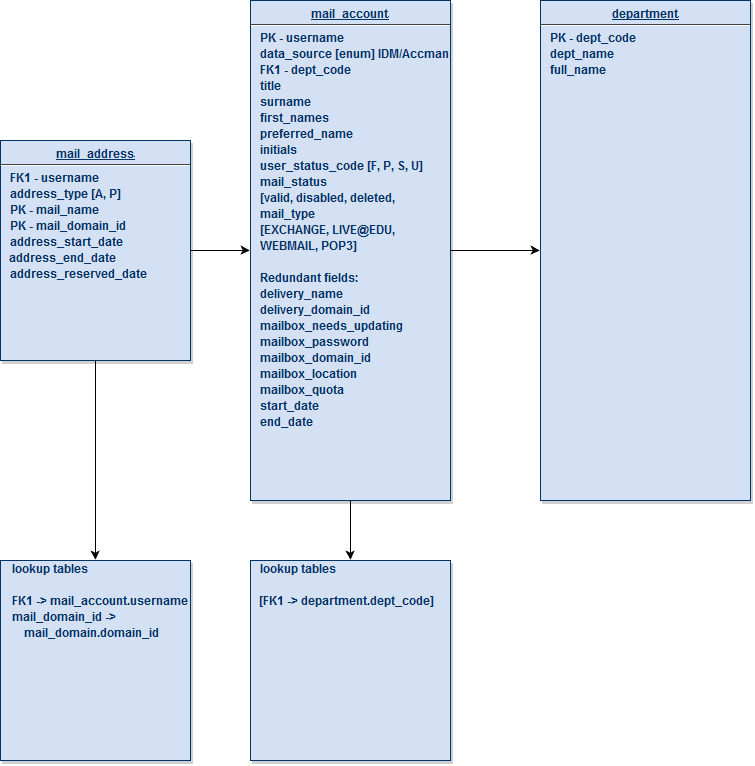 mail_address
FK1 - username
address_type [A, P]
PK - mail_name
PK - mail_domain_id
address_start_date
address_end_date
address_reserved_date
mail_account
PK - username
data_source [enum] IDM/Accman
FK1 - dept_code
title
surname
first_names
preferred_name
initials
user_status_code [F, P, S, U]
mail_status
[valid, disabled, deleted,
mail_type
[EXCHANGE, LIVE@EDU,
WEBMAIL, POP3]
Redundant fields:
delivery_name
delivery_domain_id
mailbox_needs_updating
mailbox_password
mailbox_domain_id
mailbox_location
mailbox_quota
start_date
end_date
department
PK - dept_code
dept_name
full_name
lookup tables
FK1 -> mail_account.username
mail_domain_id ->
mail_domain.domain_id
lookup tables
[FK1 -> department.dept_code]